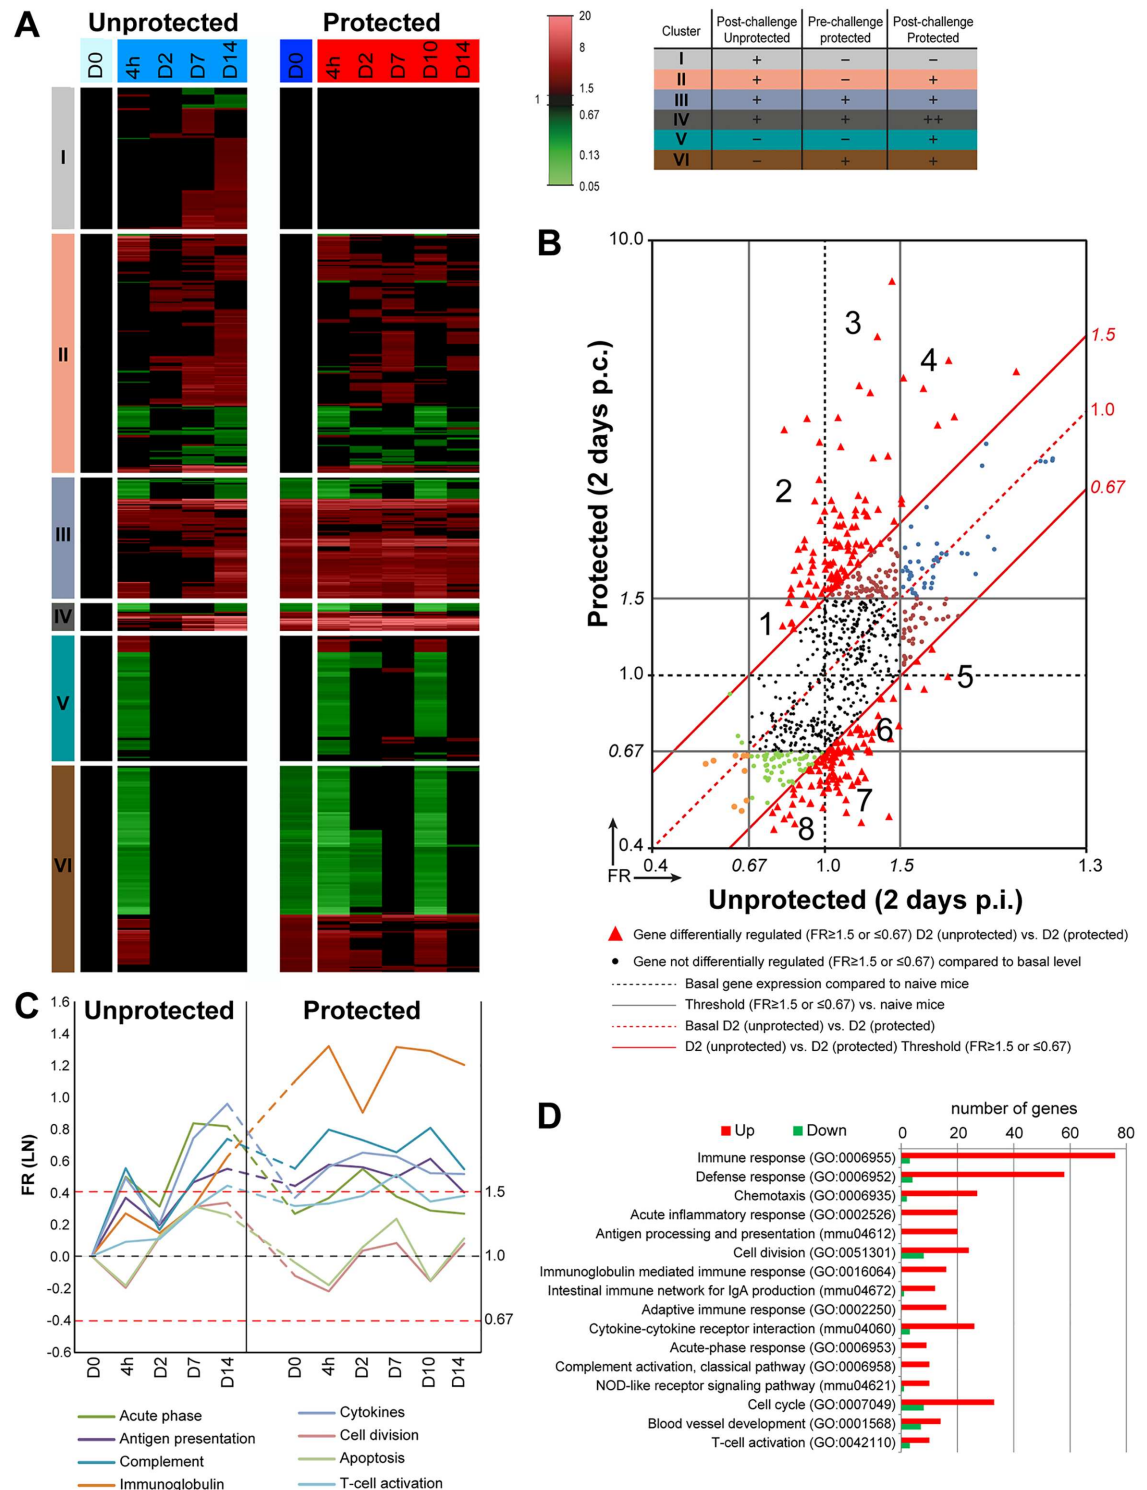 A
Unprotected
Protected
D0
4h
D2
D7
D14
D0
4h
D2
D7
D10
D14
I
II
III
IV
V
VI
20
8
1.5
1
0.67
0.13
0.05
Cluster
Post-challenge Unprotected
Pre-challenge protected
Post-challenge Protected
I + – –
II + – +
III + + +
IV + + ++
V – – +
VI – + +
B
Protected (2 days p.c.)
10.0
1.5
1.0
0.67
0.4
FR
0.4
0.67
1.0
1.5
1.3
1.5
1.0
0.67
1
2
3
4
5
6
7
8
Unprotected (2 days p.i.)
Gene differentially regulated (FR≥1.5 or ≤0.67) D2 (unprotected) vs. D2 (protected)
Gene not differentially regulated (FR≥1.5 or ≤0.67) compared to basal level
Basal gene expression compared to naive mice
Threshold (FR≥1.5 or ≤0.67) vs. naive mice
Basal D2 (unprotected) vs. D2 (protected)
D2 (unprotected) vs. D2 (protected) Threshold (FR≥1.5 or ≤0.67)
C
FR (LN)
Unprotected
Protected
1.6
1.4
1.2
1.0
0.8
0.6
0.4
0.2
0.0
-0.2
-0.4
-0.6
1.5
1.0
0.67
D0
4h
D2
D7
D14
D0
4h
D2
D7
D10
D14
Acute phase
Antigen presentation
Complement
Immunoglobulin
Cytokines
Cell division
Apoptosis
T-cell activation
D
number of genes
Up
Down
0
20
40
60
80
Immune response (GO:0006955)
Defense response (GO:0006952)
Chemotaxis (GO:0006935)
Acute inflammatory response (GO:0002526)
Antigen processing and presentation (mmu04612)
Cell division (GO:0051301)
Immunoglobulin mediated immune response (GO:0016064)
Intestinal immune network for IgA production (mmu04672)
Adaptive immune response (GO:0002250)
Cytokine-cytokine receptor interaction (mmu04060)
Acute-phase response (GO:0006953)
Complement activation, classical pathway (GO:0006958)
NOD-like receptor signaling pathway (mmu04621)
Cell cycle (GO:0007049)
Blood vessel development (GO:0001568)
T-cell activation (GO:0042110)